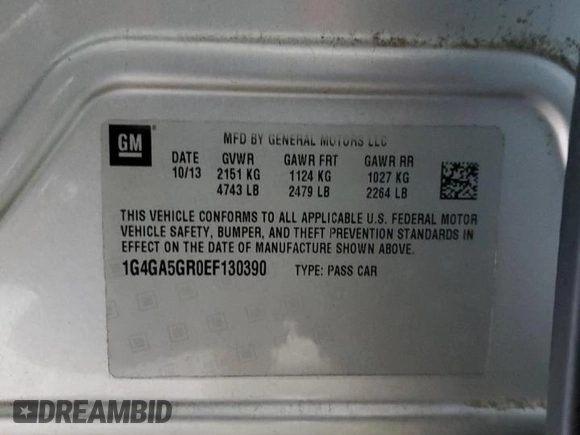 GM
MFD BY GENERAL MOTORS LLC
DATE GVWR GAWR FRT GAWR RR
10/13 2151 KG 1124 KG 1027 KG
4743 LB 2479 LB 2264 LB
THIS VEHICLE CONFORMS TO ALL APPLICABLE U.S. FEDERAL MOTOR
VEHICLE SAFETY, BUMPER, AND THEFT PREVENTION STANDARDS IN
EFFECT ON THE DATE OF MANUFACTURE SHOWN ABOVE.
1G4GA5GR0EF130390 TYPE: PASS CAR
DREAMBID